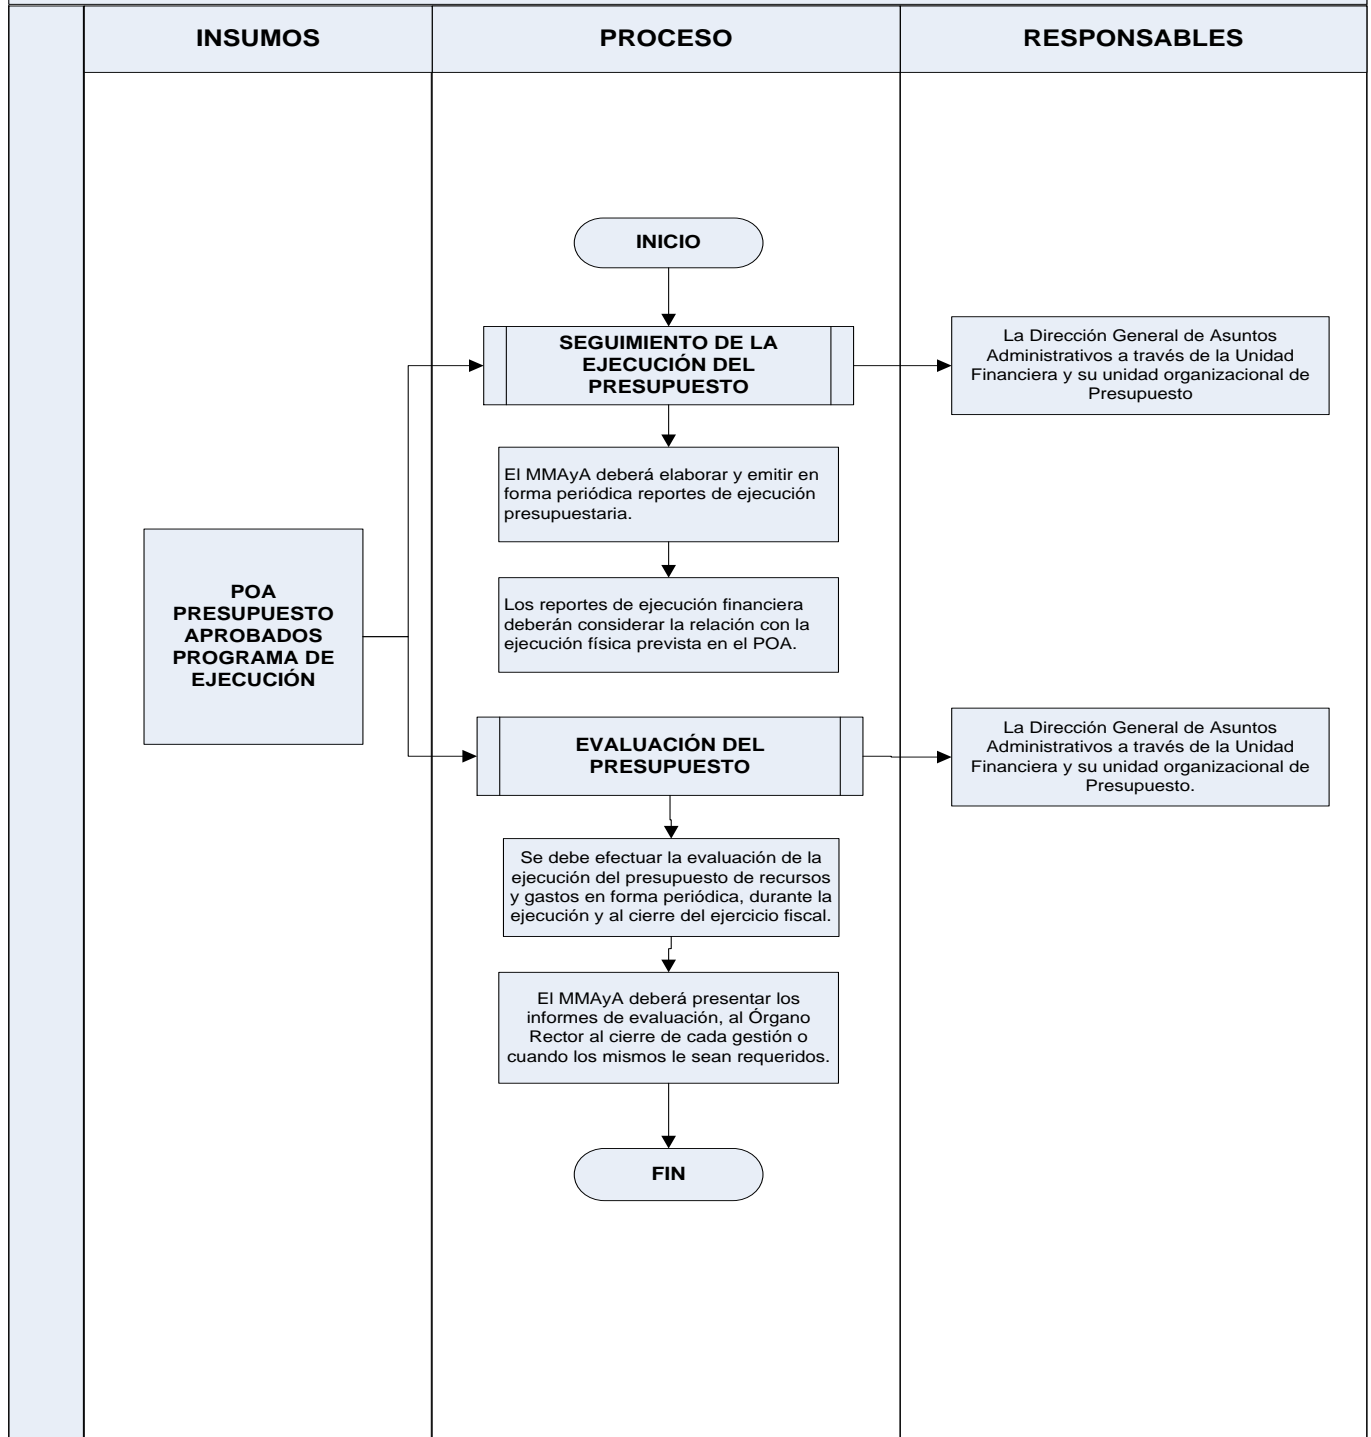 INSUMOS
PROCESO
RESPONSABLES
INICIO
SEGUIMIENTO DE LA
EJECUCIÓN DEL
PRESUPUESTO
La Dirección General de Asuntos
Administrativos a través de la Unidad
Financiera y su unidad organizacional de
Presupuesto
El MMAyA deberá elaborar y emitir en
forma periódica reportes de ejecución
presupuestaria.
POA
PRESUPUESTO
APROBADOS
PROGRAMA DE
EJECUCIÓN
Los reportes de ejecución financiera
deberán considerar la relación con la
ejecución física prevista en el POA.
EVALUACIÓN DEL
PRESUPUESTO
La Dirección General de Asuntos
Administrativos a través de la Unidad
Financiera y su unidad organizacional de
Presupuesto.
Se debe efectuar la evaluación de la
ejecución del presupuesto de recursos
y gastos en forma periódica, durante la
ejecución y al cierre del ejercicio fiscal.
El MMAyA deberá presentar los
informes de evaluación, al Órgano
Rector al cierre de cada gestión o
cuando los mismos le sean requeridos.
FIN